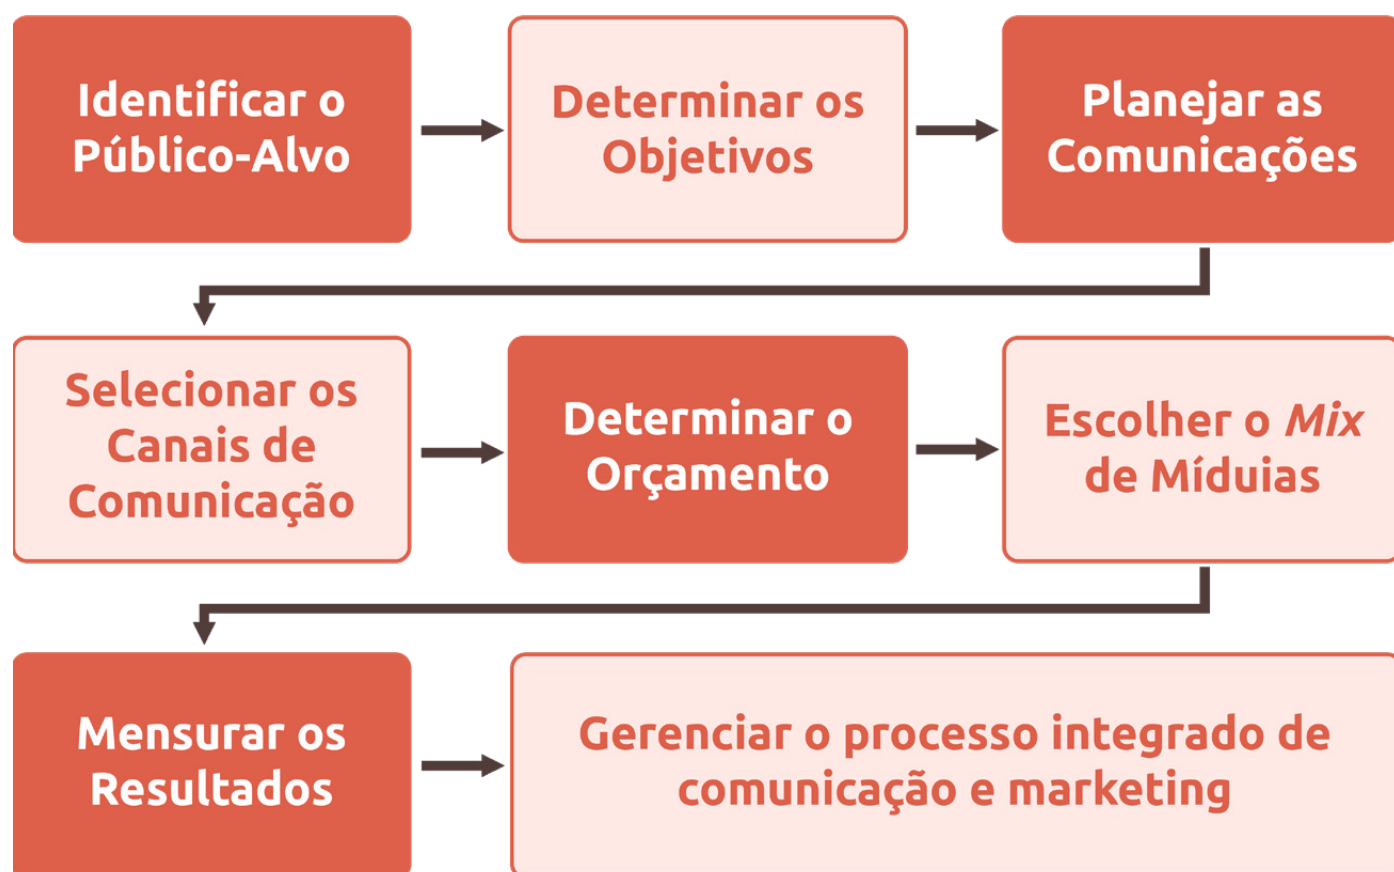 Identificar o
Público-Alvo
Determinar os
Objetivos
Planejar as
Comunicações
Selecionar os
Canais de
Comunicação
Determinar o
Orçamento
Escolher o Mix
de Míduias
Mensurar os
Resultados
Gerenciar o processo integrado de
comunicação e marketing